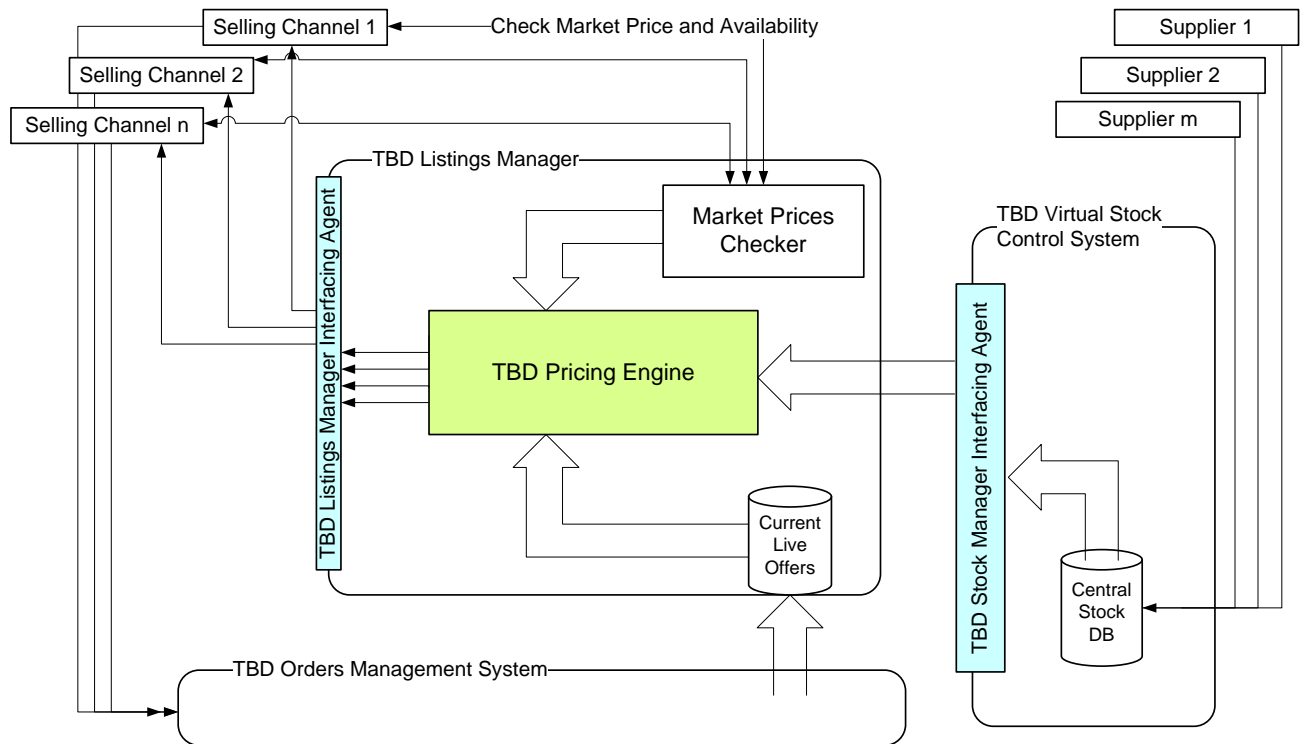 Selling Channel 1
Check Market Price and Availability
Supplier 1
Selling Channel 2
Supplier 2
Selling Channel n
Supplier m
TBD Listings Manager
Market Prices
Checker
TBD Virtual Stock
Control System
TBD Listings Manager Interfacing Agent
TBD Pricing Engine
TBD Stock Manager Interfacing Agent
Current
Live
Offers
Central
Stock
DB
TBD Orders Management System